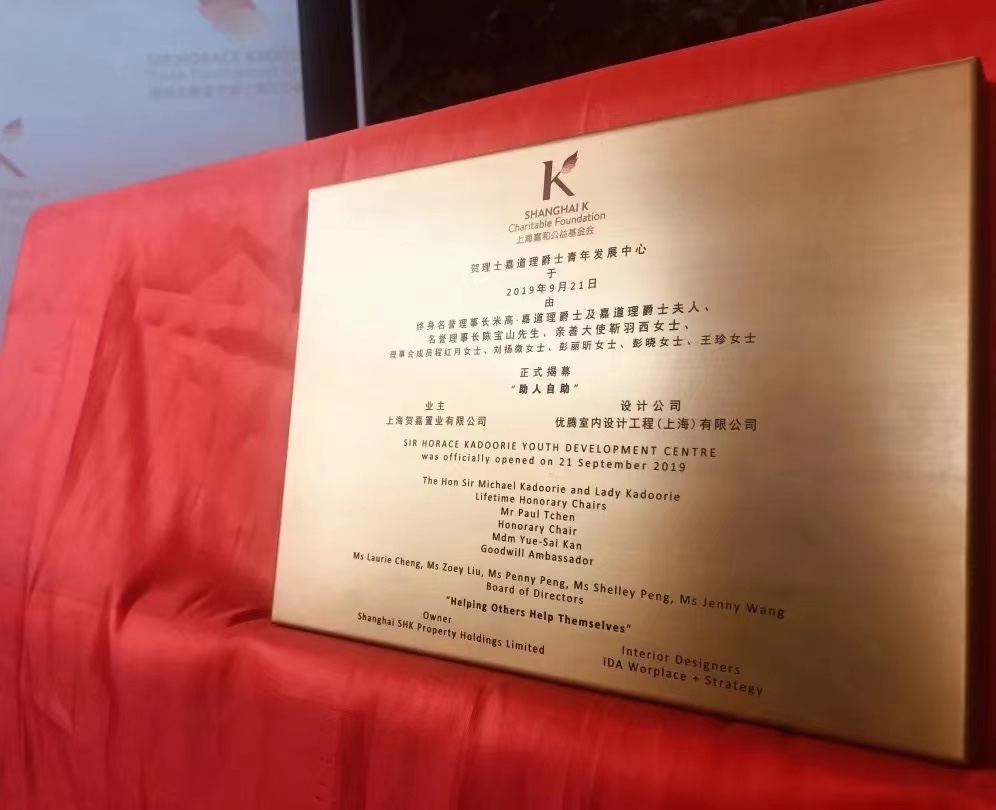 K
SHANGHAI K
Charitable Foundation
上海嘉和公益基金会
贺理士嘉道理爵士青年发展中心
于
2019年9月21日
由
终身名誉理事长米高·嘉道理爵士及嘉道理爵士夫人、
名誉理事长陈宝山先生、亲善大使靳羽西女士、
理事会成员程红月女士、刘扬微女士、彭丽昕女士、彭晓女士、王珍女士
正式揭幕
“助人自助”
业主 设计公司
上海贺嘉置业有限公司 优腾室内设计工程(上海)有限公司
SIR HORACE KADOORIE YOUTH DEVELOPMENT CENTRE
was officially opened on 21 September 2019
The Hon Sir Michael Kadoorie and Lady Kadoorie
Lifetime Honorary Chairs
Mr Paul Tchen
Honorary Chair
Mdm Yue-Sai Kan
Goodwill Ambassador
Ms Laurie Cheng, Ms Zoey Liu, Ms Penny Peng, Ms Shelley Peng, Ms Jenny Wang
Board of Directors
“Helping Others Help Themselves”
Owner Interior Designers
Shanghai SHK Property Holdings Limited iDA Worplace + Strategy